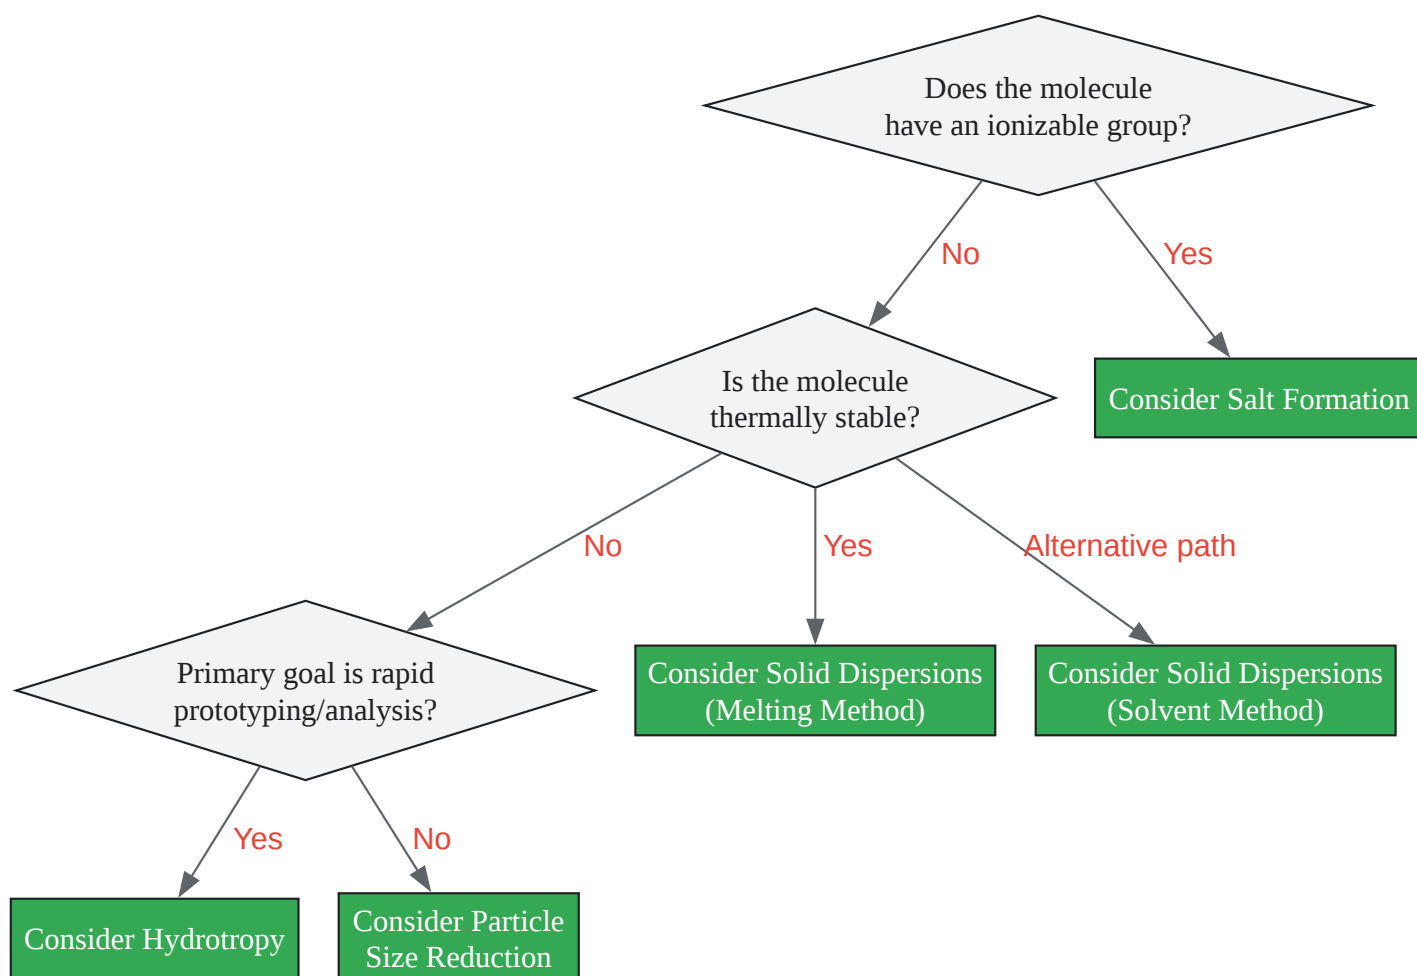 Does the molecule
have an ionizable group?
No
Yes
Is the molecule
thermally stable?
Consider Salt Formation
No
Yes
Alternative path
Primary goal is rapid
prototyping/analysis?
Consider Solid Dispersions
(Melting Method)
Consider Solid Dispersions
(Solvent Method)
Yes
No
Consider Hydrotropy
Consider Particle
Size Reduction